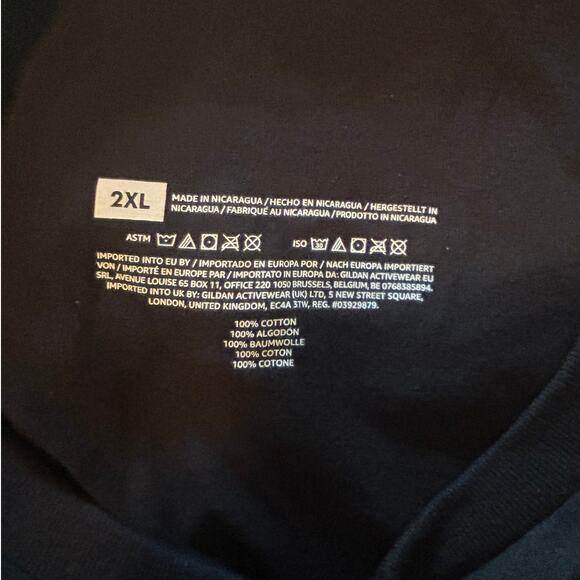 2XL
MADE IN NICARAGUA / HECHO EN NICARAGUA / HERGESTELLT IN
NICARAGUA / FABRIQUÉ AU NICARAGUA / PRODOTTO IN NICARAGUA
ASTM ISO
IMPORTED INTO EU BY / IMPORTADO EN EUROPA POR / NACH EUROPA IMPORTIERT
VON / IMPORTÉ EN EUROPE PAR / IMPORTATO IN EUROPA DA: GILDAN ACTIVEWEAR EU
SRL, AVENUE LOUISE 65 BOX 11, OFFICE 220 1050 BRUSSELS, BELGIUM, BE 0768385894.
IMPORTED INTO UK BY: GILDAN ACTIVEWEAR (UK) LTD, 5 NEW STREET SQUARE,
LONDON, UNITED KINGDOM, EC4A 3TW, REG. #03929879.
100% COTTON
100% ALGODÓN
100% BAUMWOLLE
100% COTON
100% COTONE